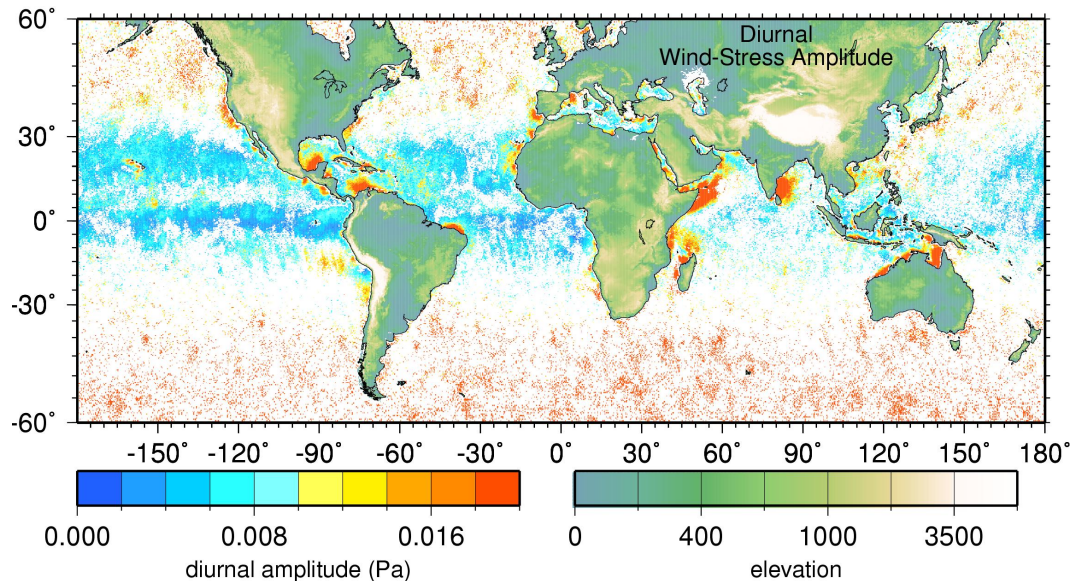 60˚
Diurnal
Wind-Stress Amplitude
30˚
0˚
-30˚
-60˚
-150˚ -120˚ -90˚ -60˚ -30˚ 0˚ 30˚ 60˚ 90˚ 120˚ 150˚ 180˚
0.000 0.008 0.016
0 400 1000 3500
diurnal amplitude (Pa) elevation